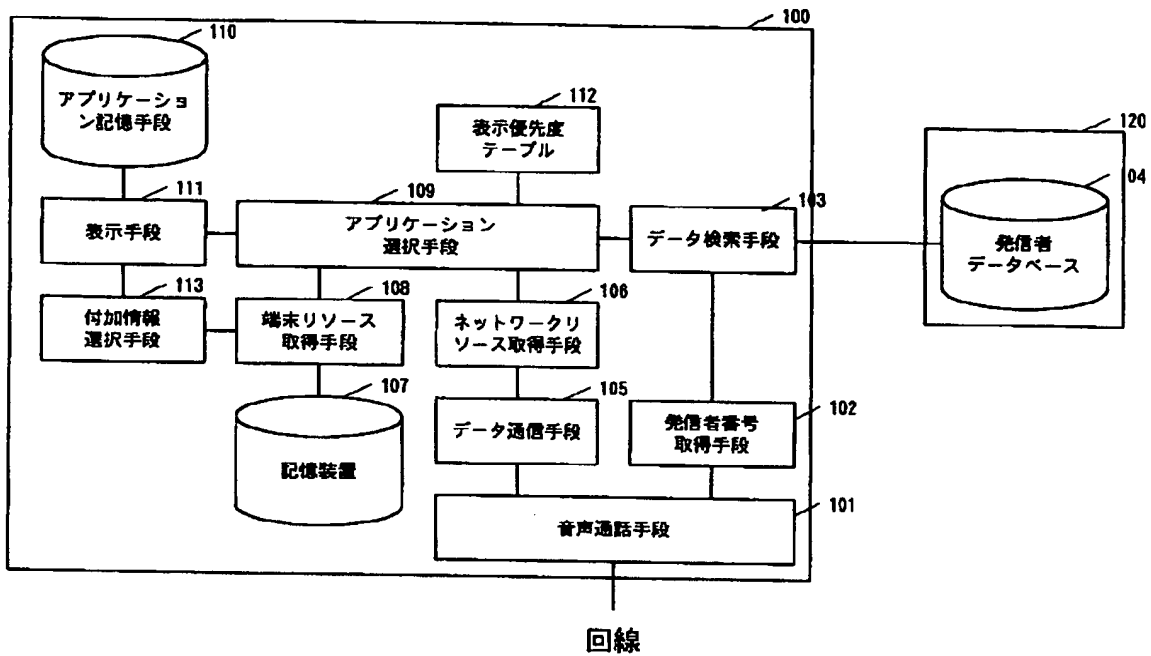 100
110
アプリケーショ
ン記憶手段
112
表示優先度
テーブル
120
04
発信者
データベース
111
表示手段
109
アプリケーション
選択手段
103
データ検索手段
113
付加情報
選択手段
108
端末リソース
取得手段
106
ネットワークリ
ソース取得手段
107
記憶装置
105
データ通信手段
102
発信者番号
取得手段
101
音声通話手段
回線